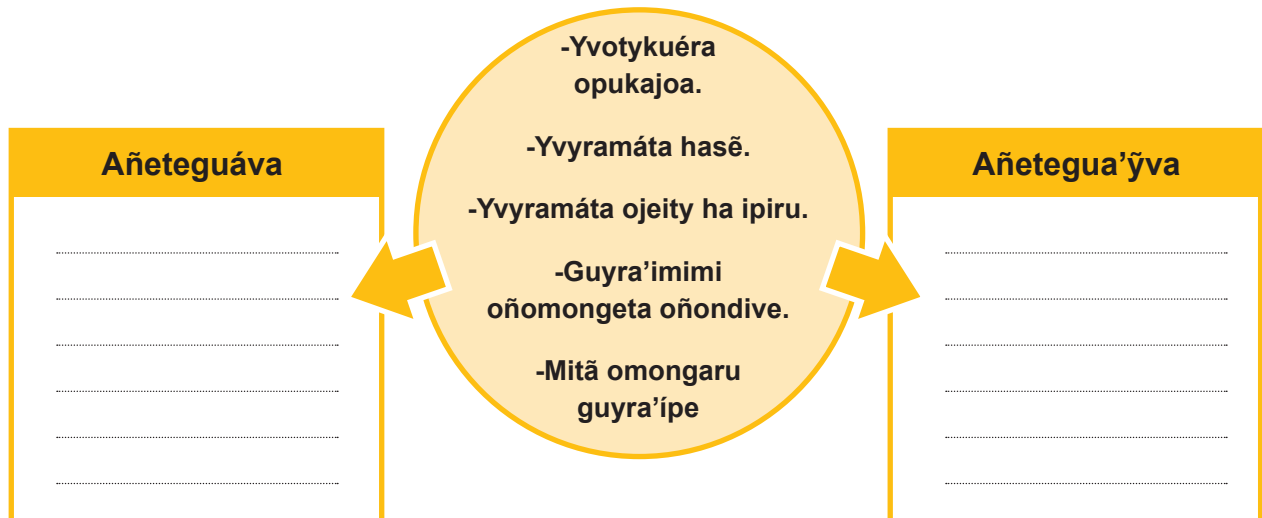 Añeteguáva
-Yvotykuéra
opukajoa.
-Yvyramáta hasẽ.
-Yvyramáta ojeity ha ipiru.
-Guyra’imimi
oñomongeta oñondive.
-Mitã omongaru
guyra’ípe
Añetegua’ỹva